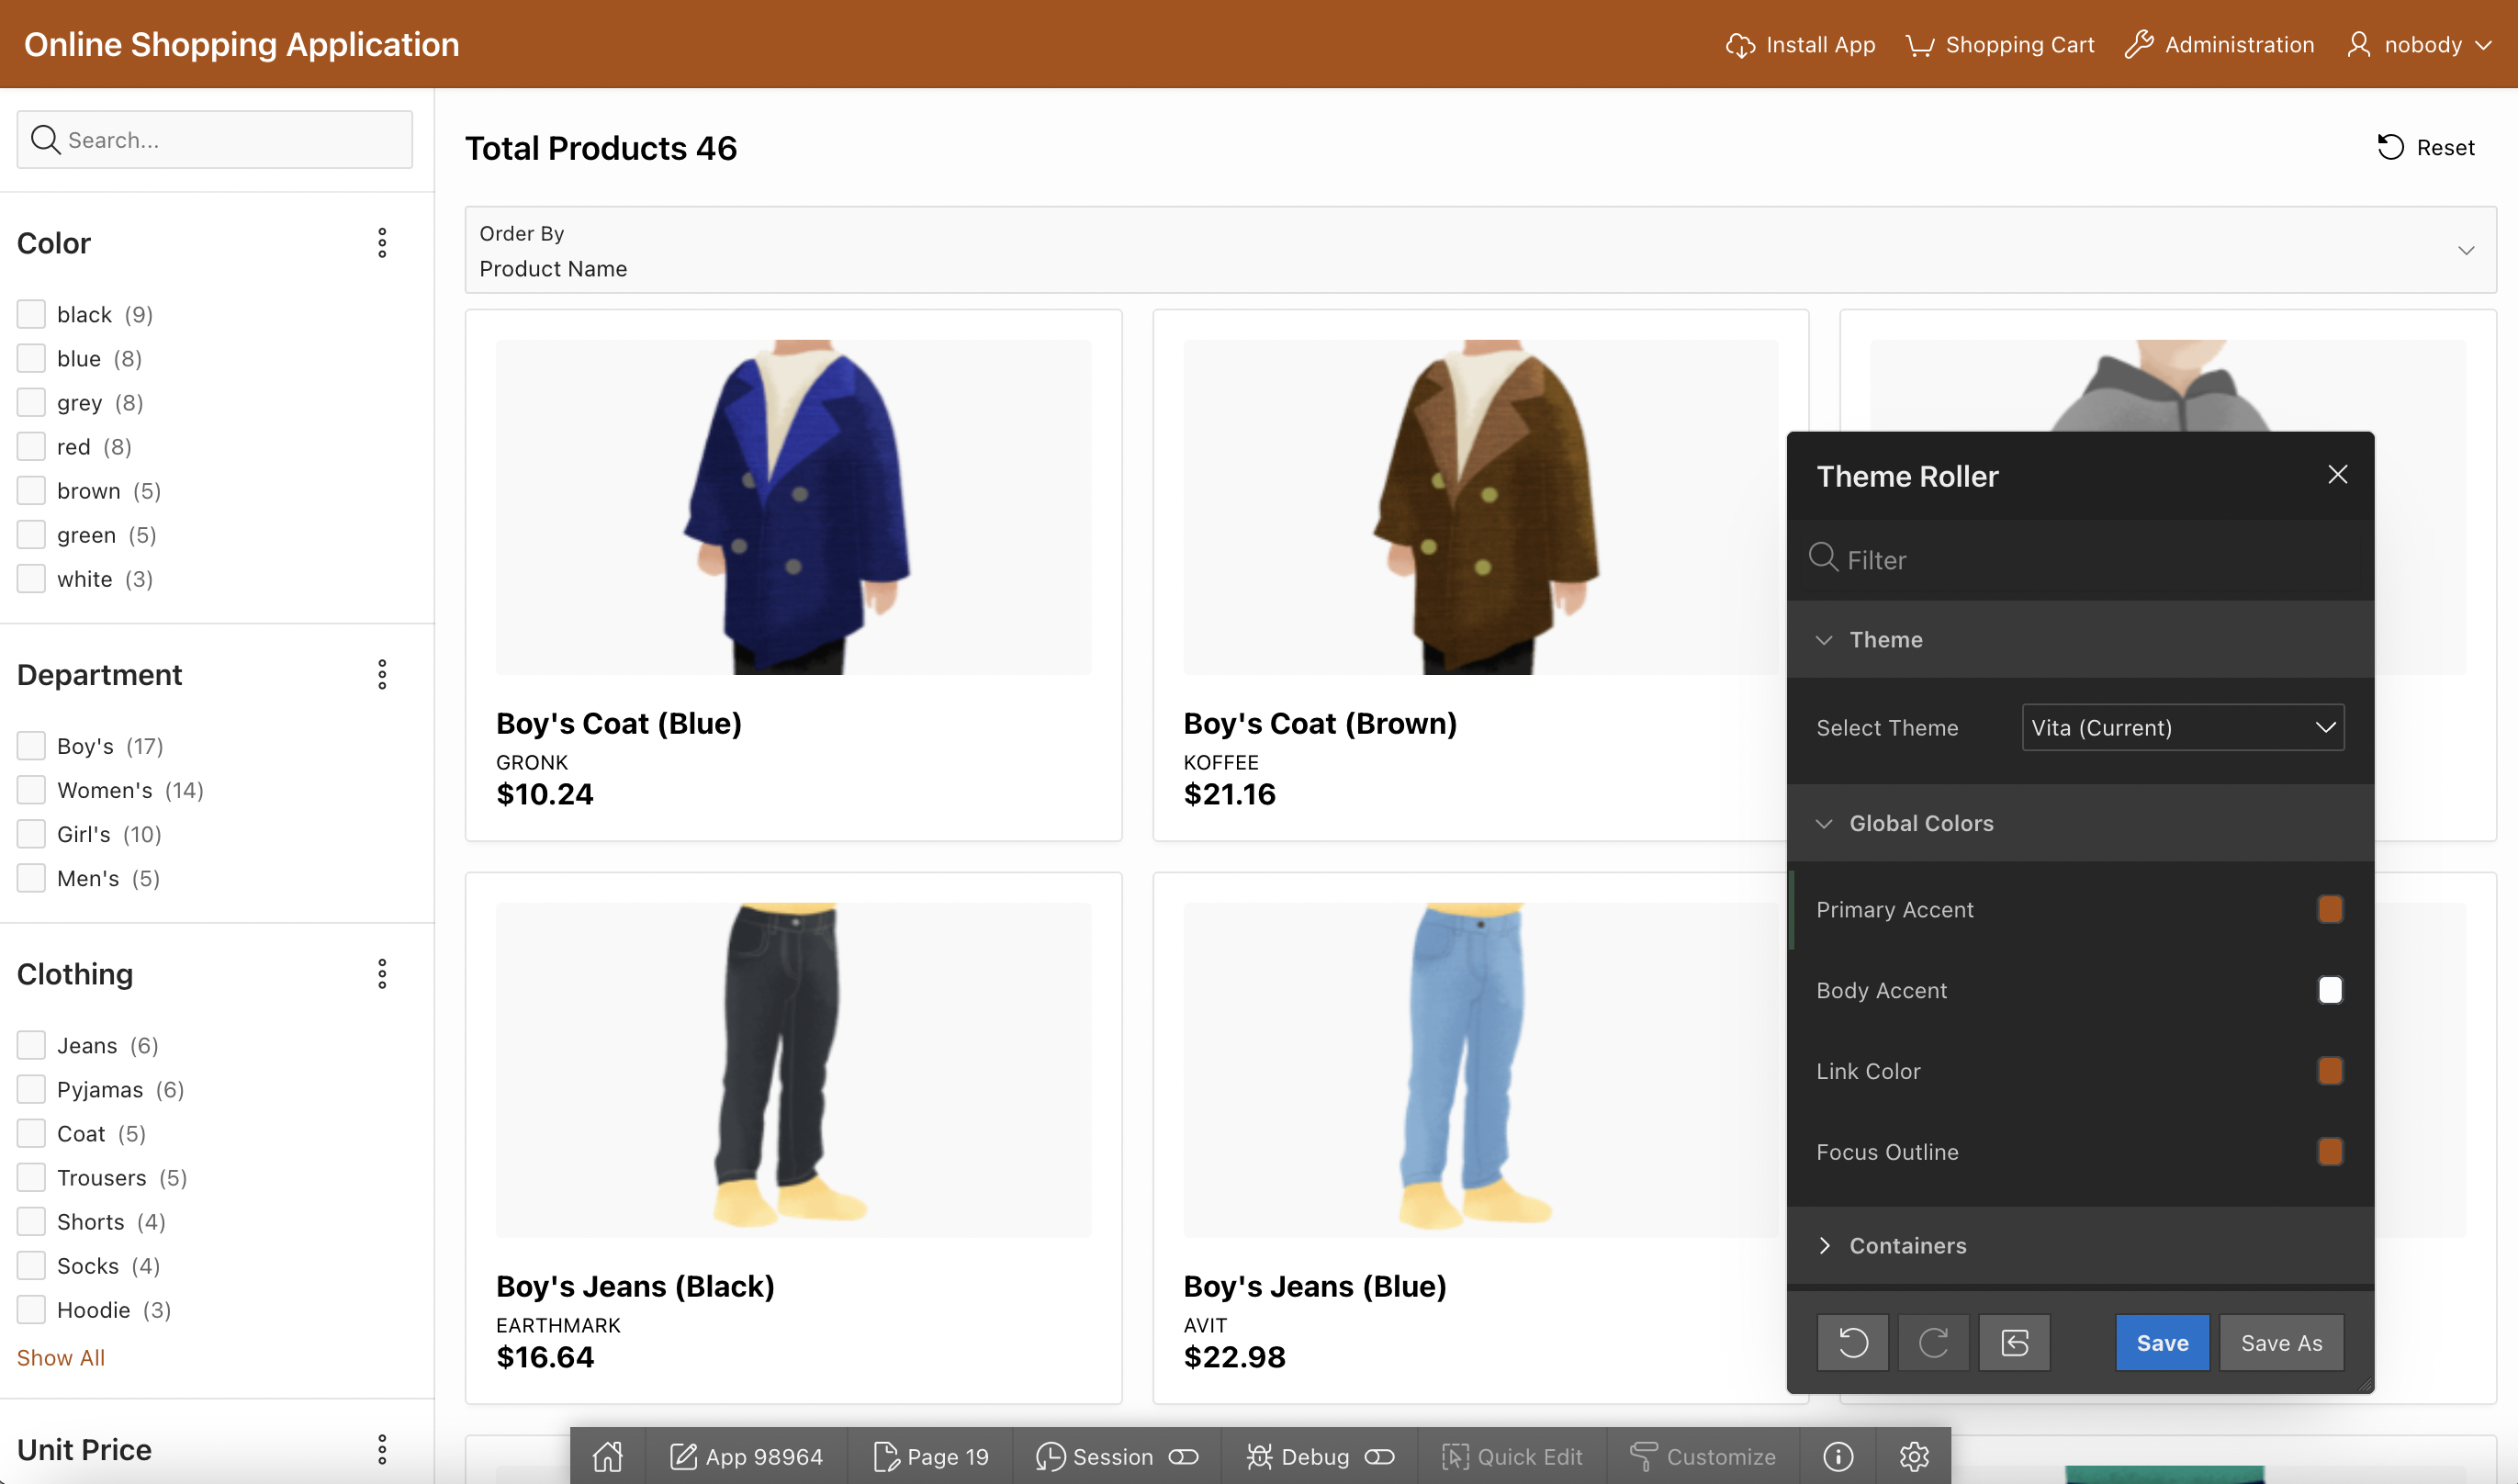 Online Shopping Application
Install App
Shopping Cart
Administration
nobody
Search...
Color
black (9)
blue (8)
grey (8)
red (8)
brown (5)
green (5)
white (3)
Department
Boy's (17)
Women's (14)
Girl's (10)
Men's (5)
Clothing
Jeans (6)
Pyjamas (6)
Coat (5)
Trousers (5)
Shorts (4)
Socks (4)
Hoodie (3)
Show All
Unit Price
Total Products 46
Reset
Order By
Product Name
Boy's Coat (Blue)
GRONK
$10.24
Boy's Coat (Brown)
KOFFEE
$21.16
Boy's Jeans (Black)
EARTHMARK
$16.64
Boy's Jeans (Blue)
AVIT
$22.98
Theme Roller
Filter
Theme
Select Theme
Vita (Current)
Global Colors
Primary Accent
Body Accent
Link Color
Focus Outline
Containers
Save
Save As
App 98964
Page 19
Session
Debug
Quick Edit
Customize